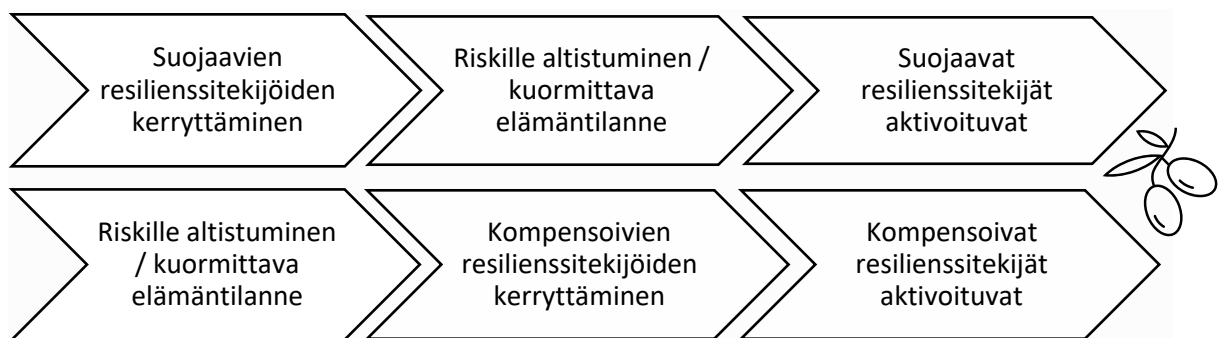 Suojaavien
resilienssitekijöiden
kerryttäminen
Riskille altistuminen /
kuormittava
elämäntilanne
Suojaavat
resilienssitekijät
aktivoituvat
Riskille altistuminen
/ kuormittava
elämäntilanne
Kompensoivien
resilienssitekijöiden
kerryttäminen
Kompensoivat
resilienssitekijät
aktivoituvat